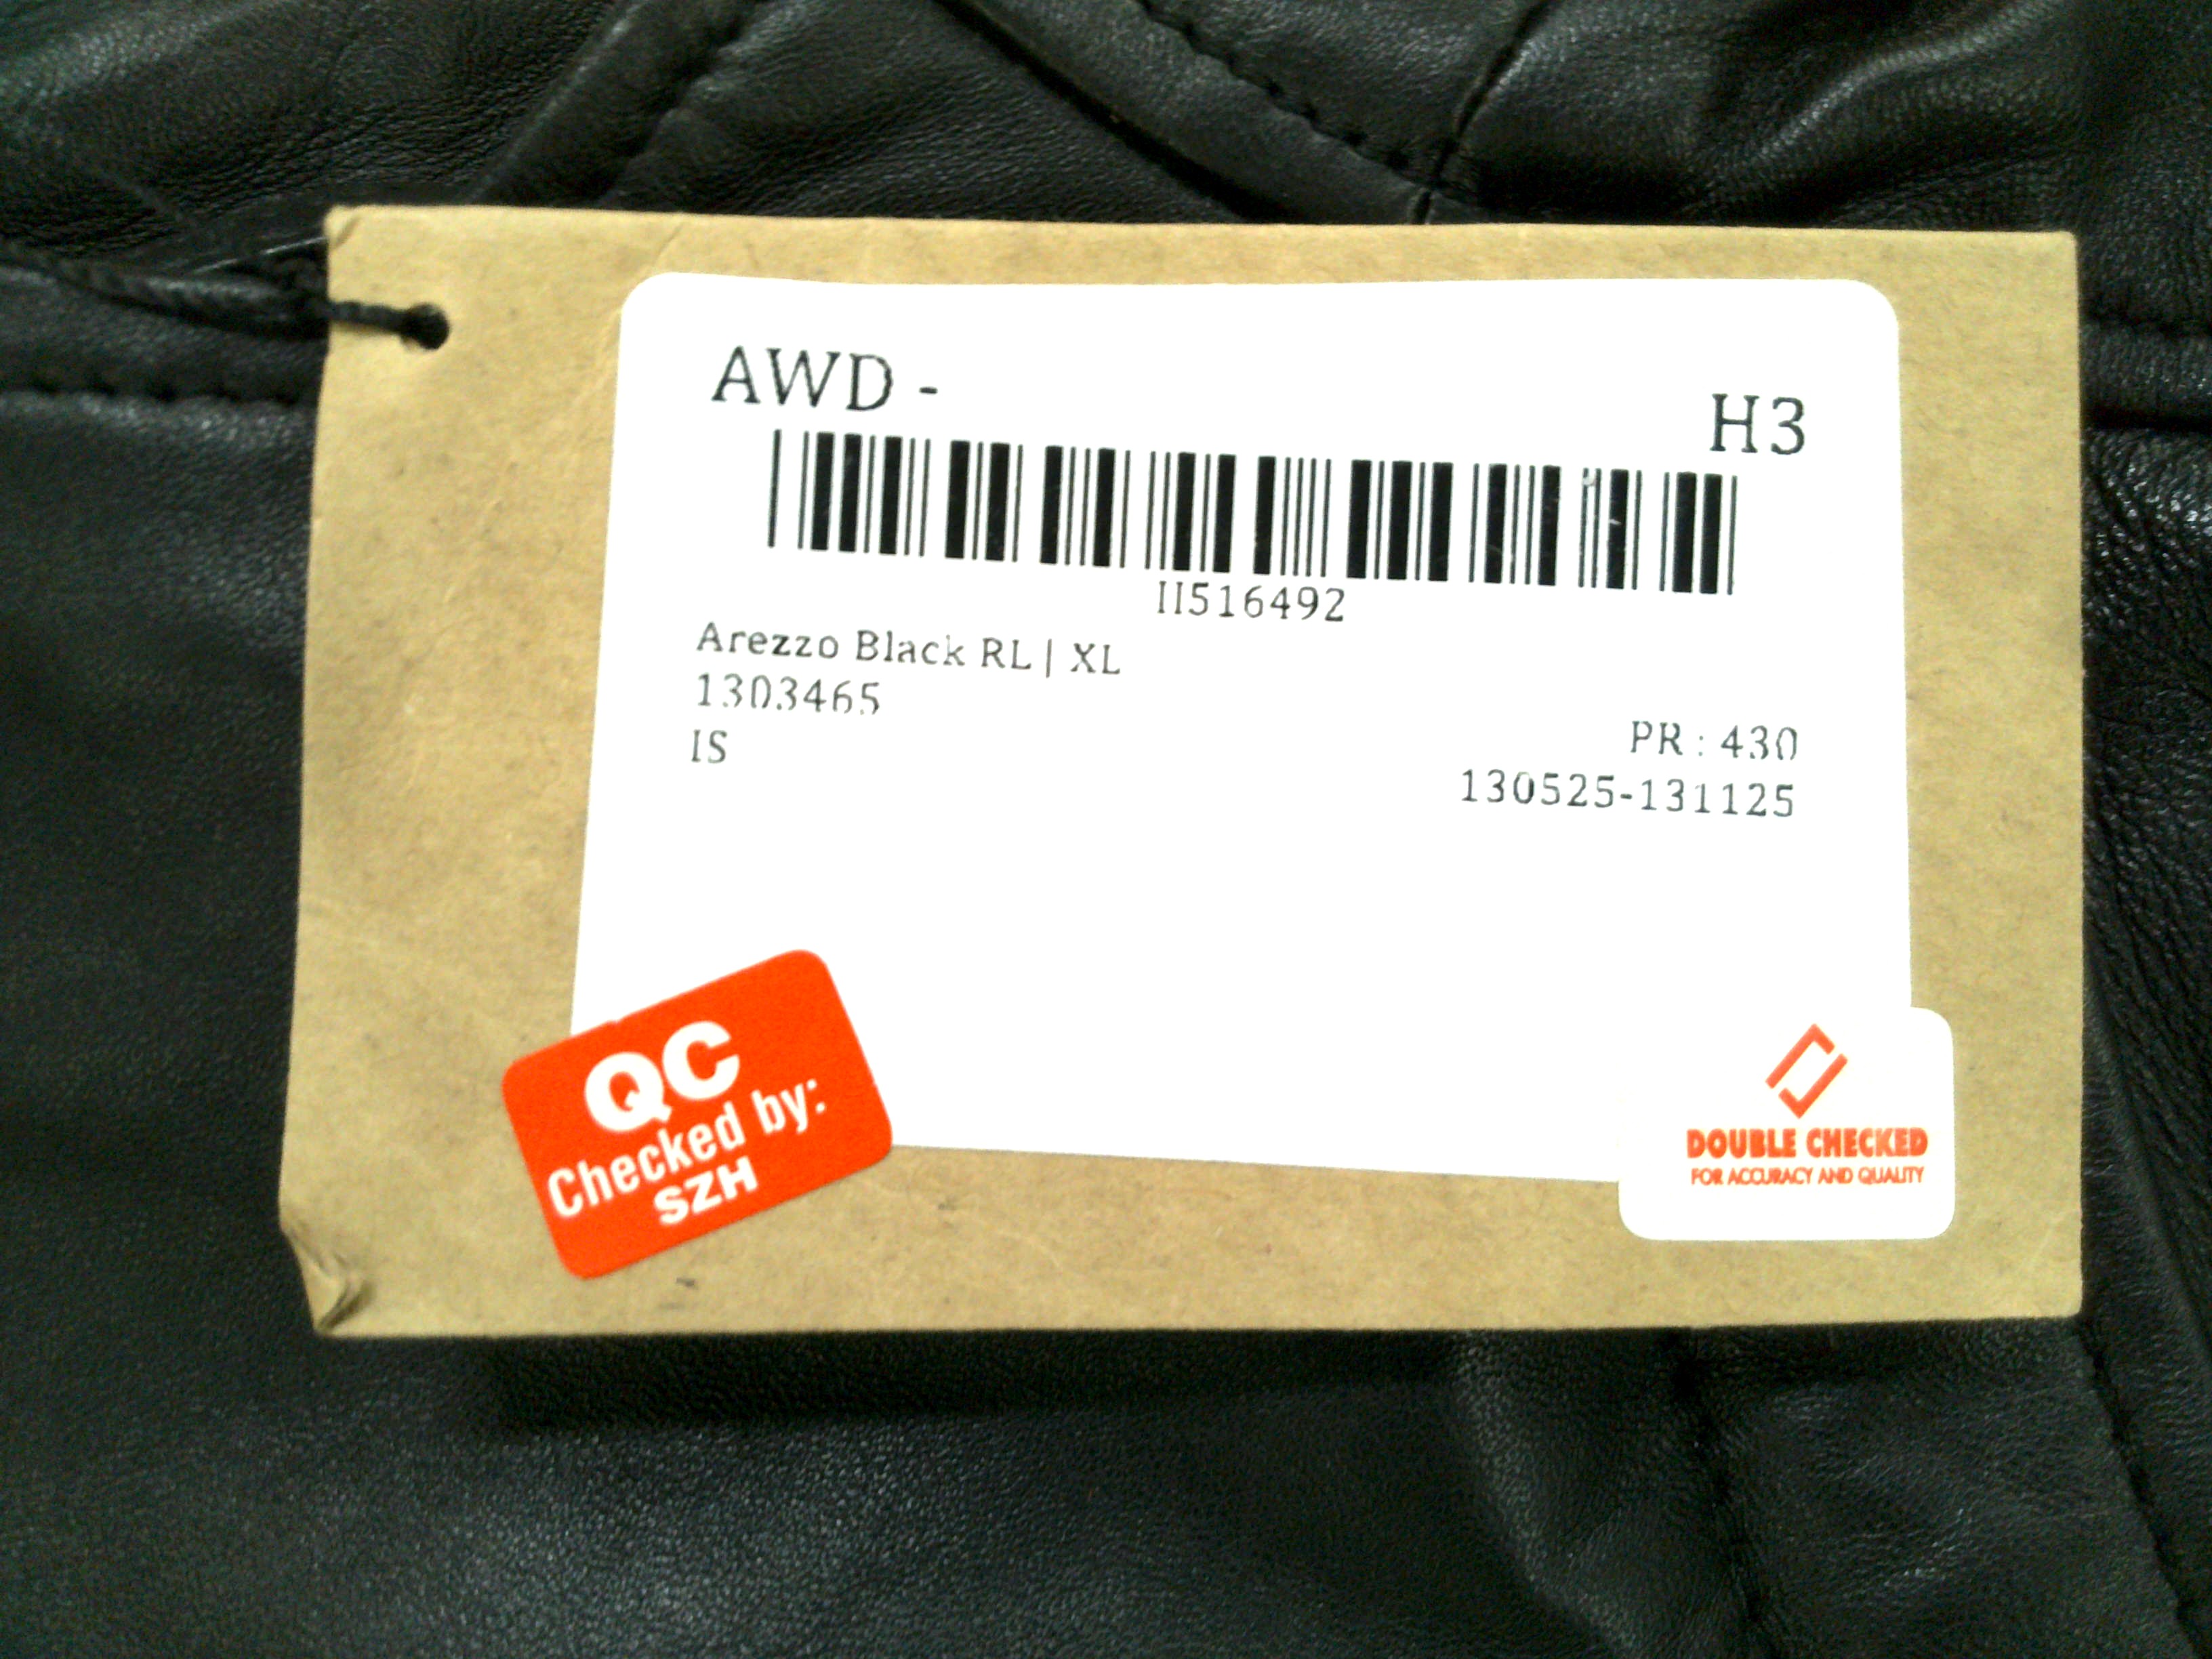 AWD -
H3
II516492
Arezzo Black RL | XL
1303465
IS
PR : 430
130525-131125
QC
Checked by:
SZH
DOUBLE CHECKED
FOR ACCURACY AND QUALITY